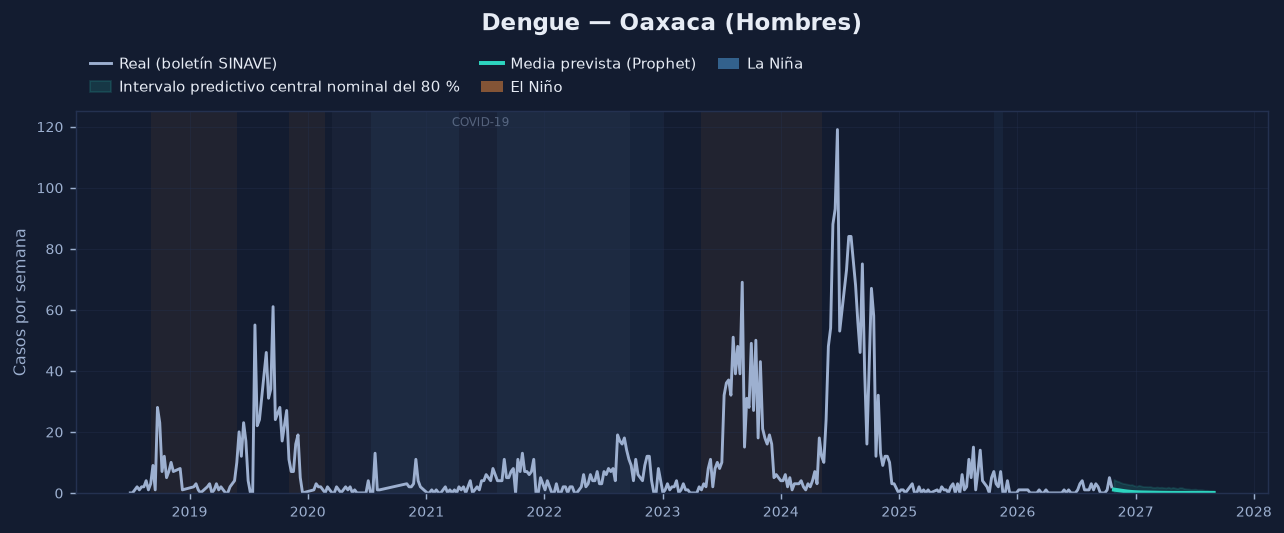 Dengue — Oaxaca (Hombres)
Real (boletín SINAVE)
Media prevista (Prophet)
La Niña
Intervalo predictivo central nominal del 80 %
El Niño
COVID-19
Casos por semana
120
100
80
60
40
20
0
2019
2020
2021
2022
2023
2024
2025
2026
2027
2028